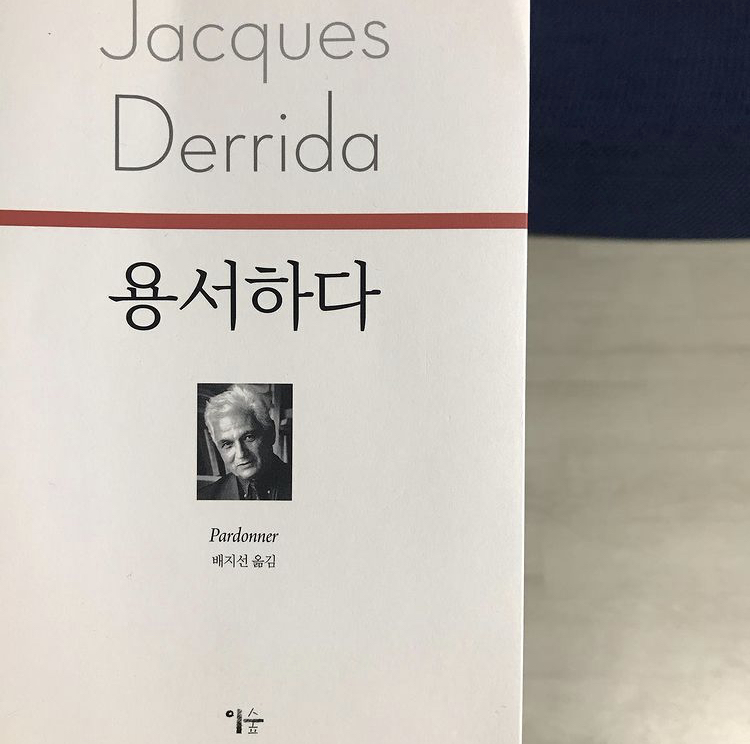 Jacques
Derrida
용서하다
Pardonner
배지선 옮김
이숲